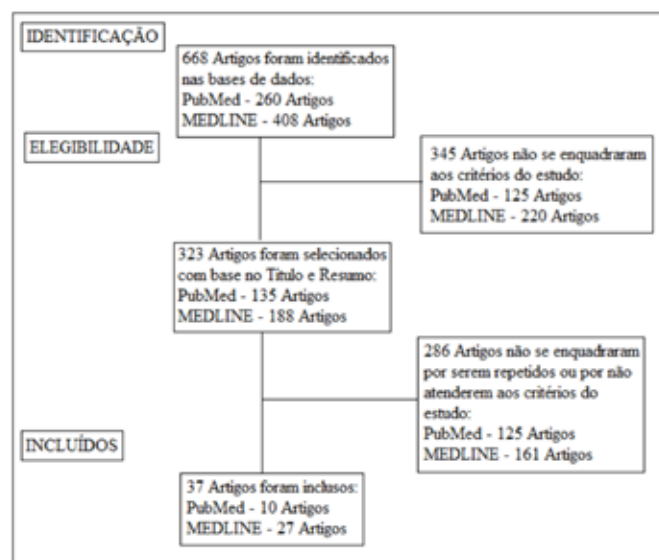 IDENTIFICAÇÃO
668 Artigos foram identificados
nas bases de dados:
PubMed - 260 Artigos
MEDLINE - 408 Artigos
ELEGIBILIDADE
345 Artigos não se enquadraram
aos critérios do estudo:
PubMed - 125 Artigos
MEDLINE - 220 Artigos
323 Artigos foram selecionados
com base no Título e Resumo:
PubMed - 135 Artigos
MEDLINE - 188 Artigos
286 Artigos não se enquadraram
por serem repetidos ou por não
atenderem aos critérios do
estudo:
PubMed - 125 Artigos
MEDLINE - 161 Artigos
INCLUÍDOS
37 Artigos foram inclusos:
PubMed - 10 Artigos
MEDLINE - 27 Artigos